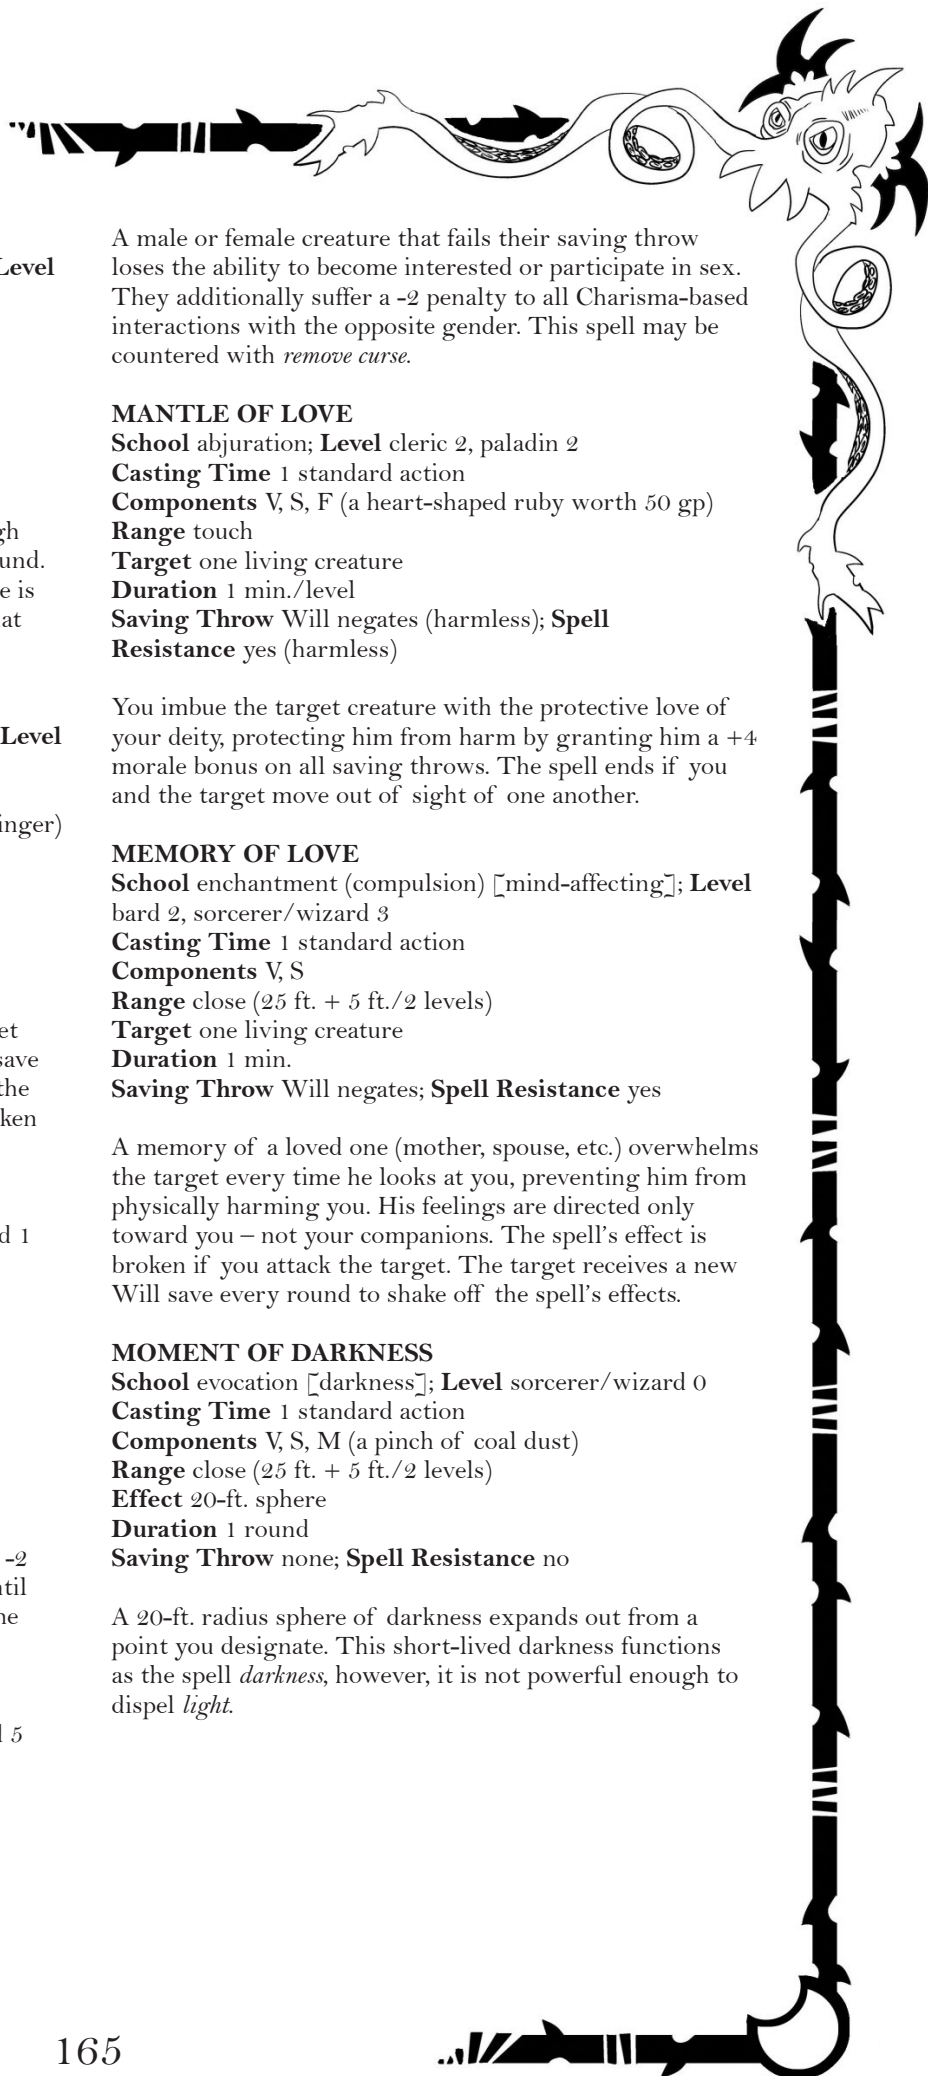 Level
gh
und.
e is
at
Level
inger)
et
save
the
ken
d 1
-2
ntil
ne
l 5
A male or female creature that fails their saving throw
loses the ability to become interested or participate in sex.
They additionally suffer a -2 penalty to all Charisma-based
interactions with the opposite gender. This spell may be
countered with remove curse.
MANTLE OF LOVE
School abjuration; Level cleric 2, paladin 2
Casting Time 1 standard action
Components V, S, F (a heart-shaped ruby worth 50 gp)
Range touch
Target one living creature
Duration 1 min./level
Saving Throw Will negates (harmless); Spell
Resistance yes (harmless)
You imbue the target creature with the protective love of
your deity, protecting him from harm by granting him a +4
morale bonus on all saving throws. The spell ends if you
and the target move out of sight of one another.
MEMORY OF LOVE
School enchantment (compulsion) [mind-affecting]; Level
bard 2, sorcerer/wizard 3
Casting Time 1 standard action
Components V, S
Range close (25 ft. + 5 ft./2 levels)
Target one living creature
Duration 1 min.
Saving Throw Will negates; Spell Resistance yes
A memory of a loved one (mother, spouse, etc.) overwhelms
the target every time he looks at you, preventing him from
physically harming you. His feelings are directed only
toward you – not your companions. The spell's effect is
broken if you attack the target. The target receives a new
Will save every round to shake off the spell's effects.
MOMENT OF DARKNESS
School evocation [darkness]; Level sorcerer/wizard 0
Casting Time 1 standard action
Components V, S, M (a pinch of coal dust)
Range close (25 ft. + 5 ft./2 levels)
Effect 20-ft. sphere
Duration 1 round
Saving Throw none; Spell Resistance no
A 20-ft. radius sphere of darkness expands out from a
point you designate. This short-lived darkness functions
as the spell darkness, however, it is not powerful enough to
dispel light.
165